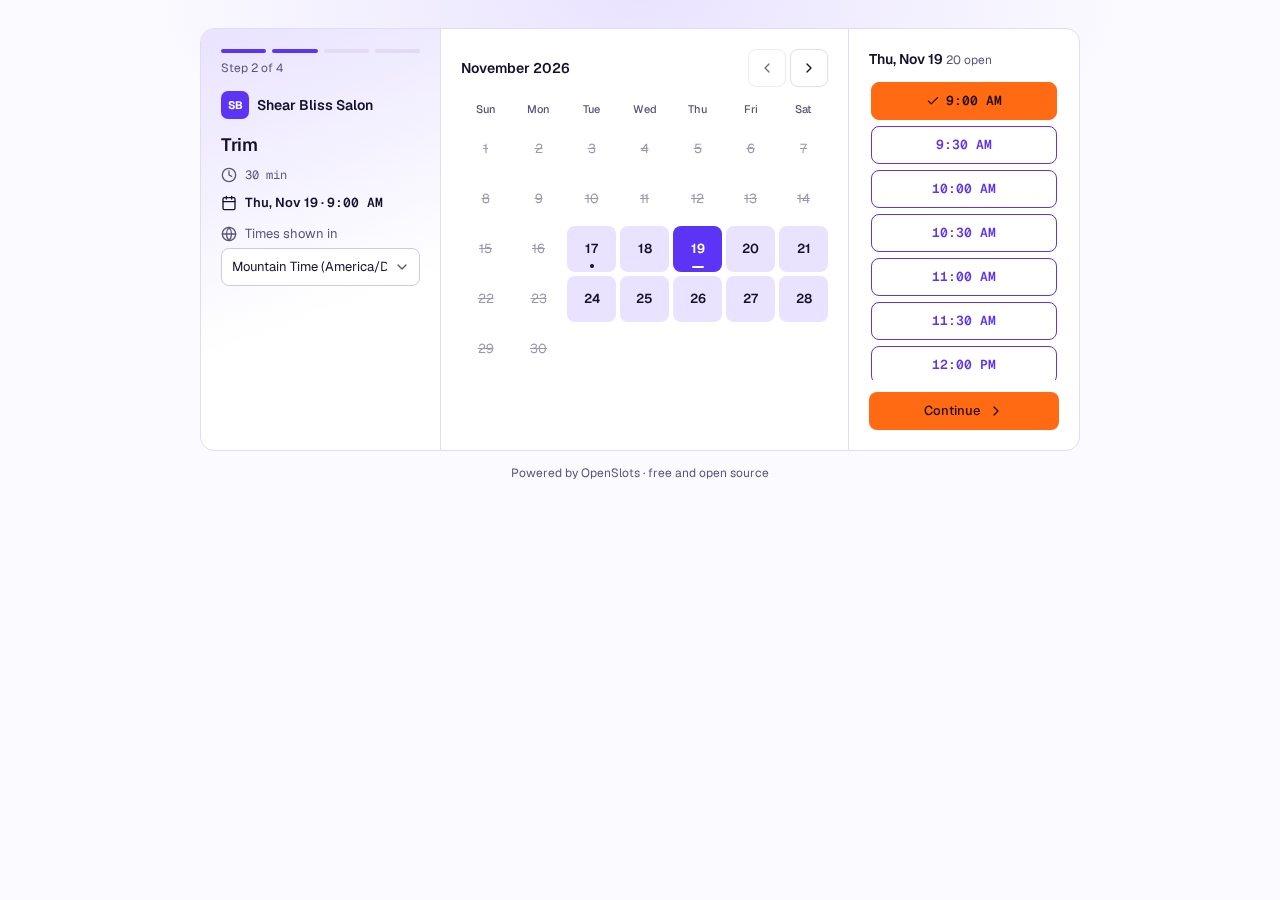 Step 2 of 4
SB Shear Bliss Salon
Trim
30 min
Thu, Nov 19 · 9:00 AM
Times shown in
Mountain Time (America/D
November 2026
Sun Mon Tue Wed Thu Fri Sat
1 2 3 4 5 6 7
8 9 10 11 12 13 14
15 16 17 18 19 20 21
22 23 24 25 26 27 28
29 30
Thu, Nov 19 20 open
9:00 AM
9:30 AM
10:00 AM
10:30 AM
11:00 AM
11:30 AM
12:00 PM
Continue
Powered by OpenSlots · free and open source